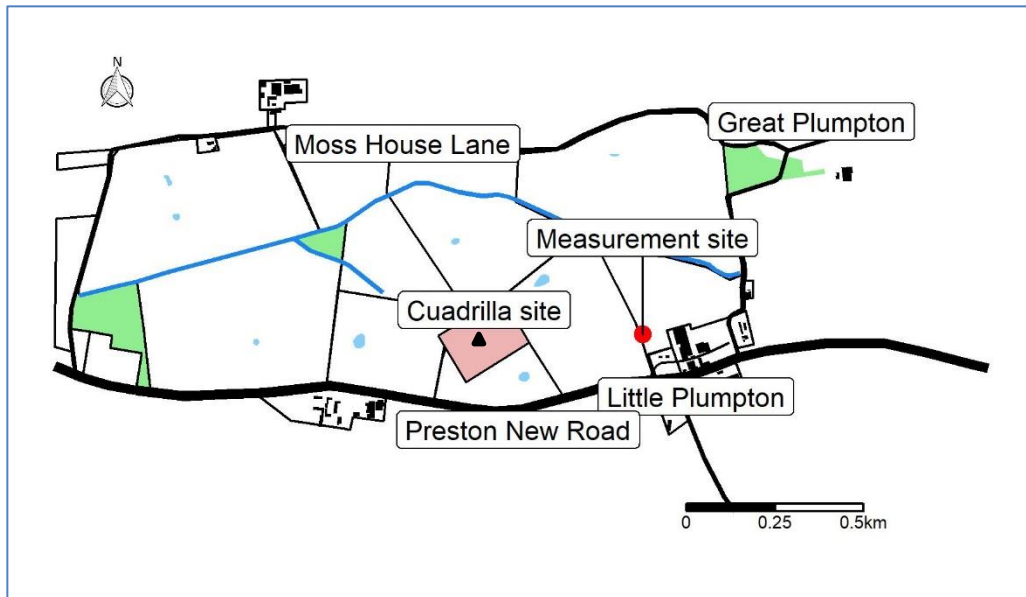 N
Great Plumpton
Moss House Lane
Measurement site
Cuadrilla site
Little Plumpton
Preston New Road
0 0.25 0.5km